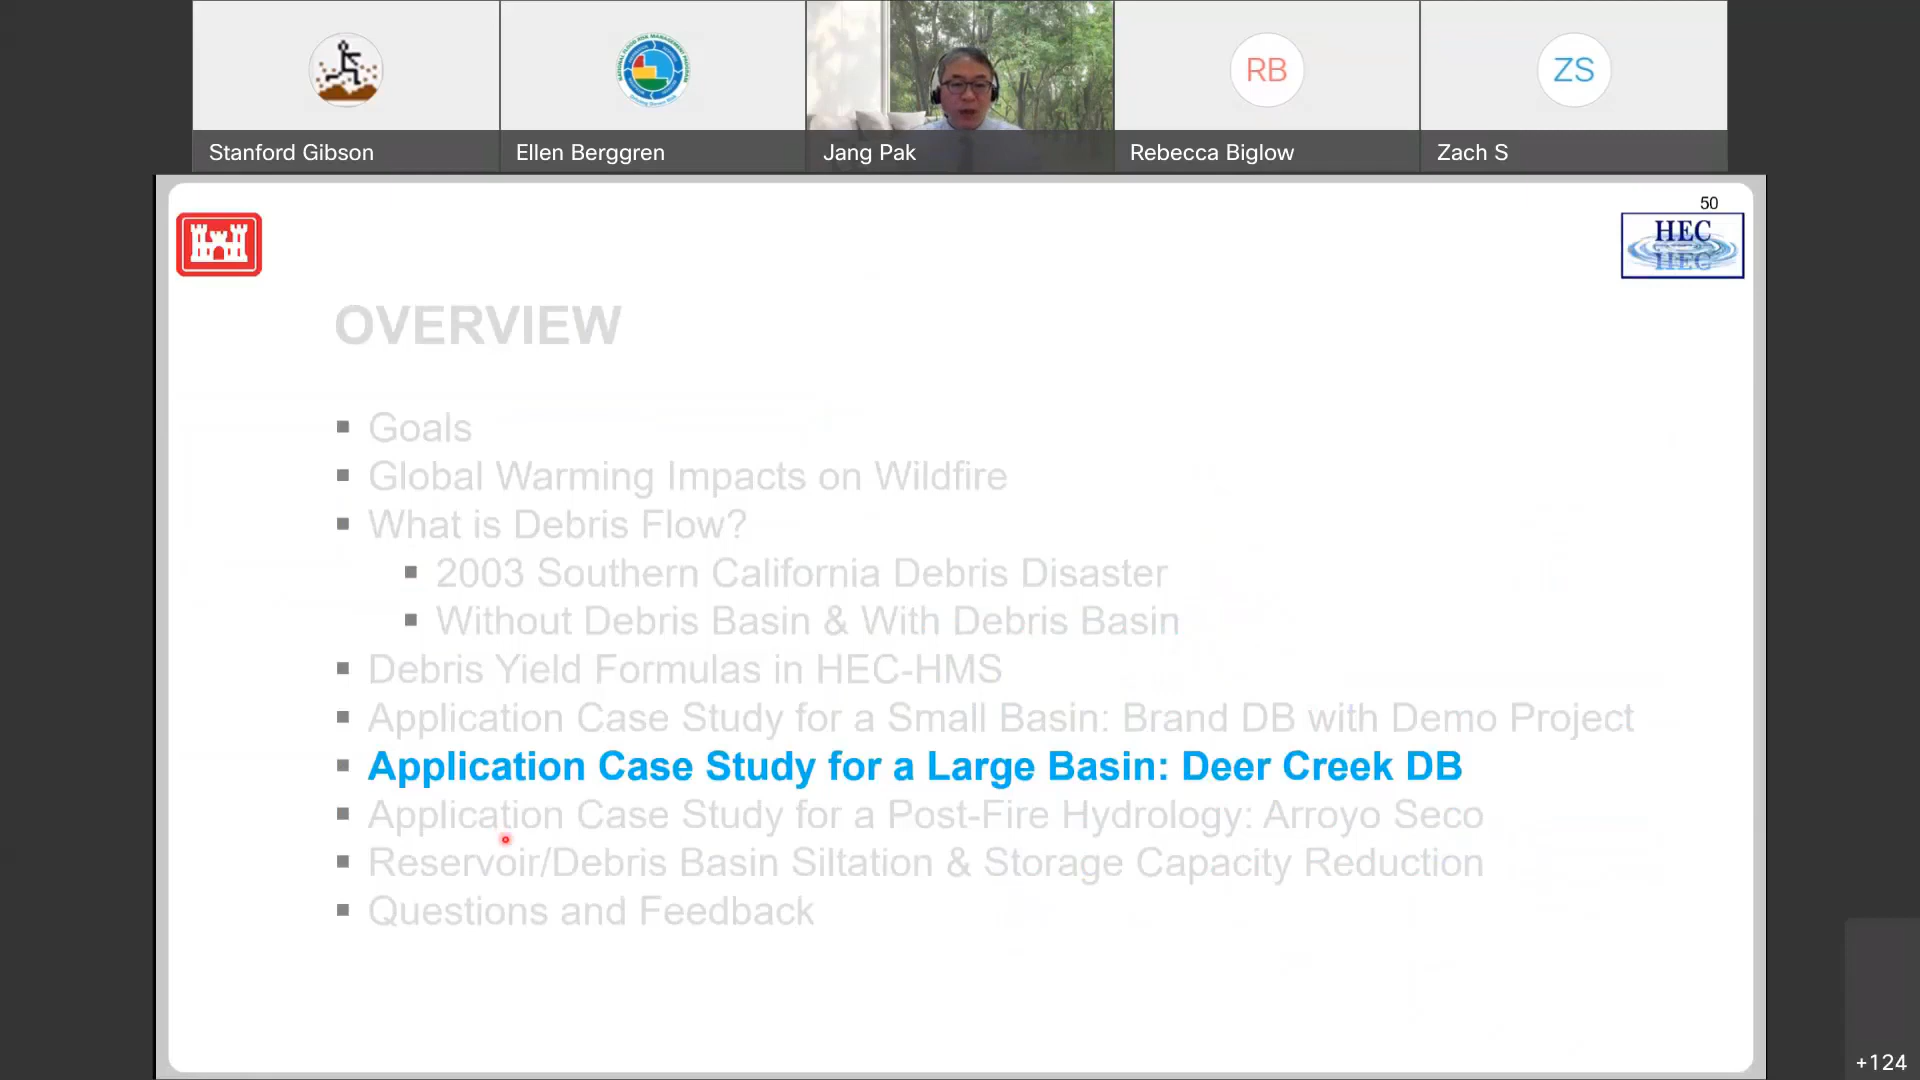 Stanford Gibson
Ellen Berggren
Jang Pak
RB
Rebecca Biglow
ZS
Zach S
50
HEC
HEC
OVERVIEW
Goals
Global Warming Impacts on Wildfire
What is Debris Flow?
2003 Southern California Debris Disaster
Without Debris Basin & With Debris Basin
Debris Yield Formulas in HEC-HMS
Application Case Study for a Small Basin: Brand DB with Demo Project
Application Case Study for a Large Basin: Deer Creek DB
Application Case Study for a Post-Fire Hydrology: Arroyo Seco
Reservoir/Debris Basin Siltation & Storage Capacity Reduction
Questions and Feedback
+124